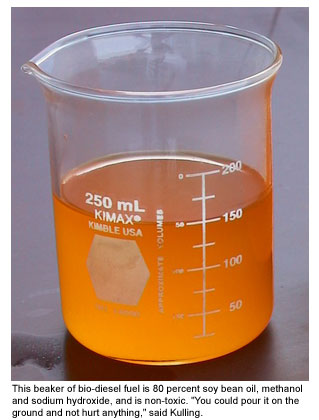 0 200
250 mL
KIMAX®
KIMBLE USA
50 150
APPROXIMATE VOLUMES
100
50
This beaker of bio-diesel fuel is 80 percent soy bean oil, methanol
and sodium hydroxide, and is non-toxic. "You could pour it on
the ground and not hurt anything," said Kulling.